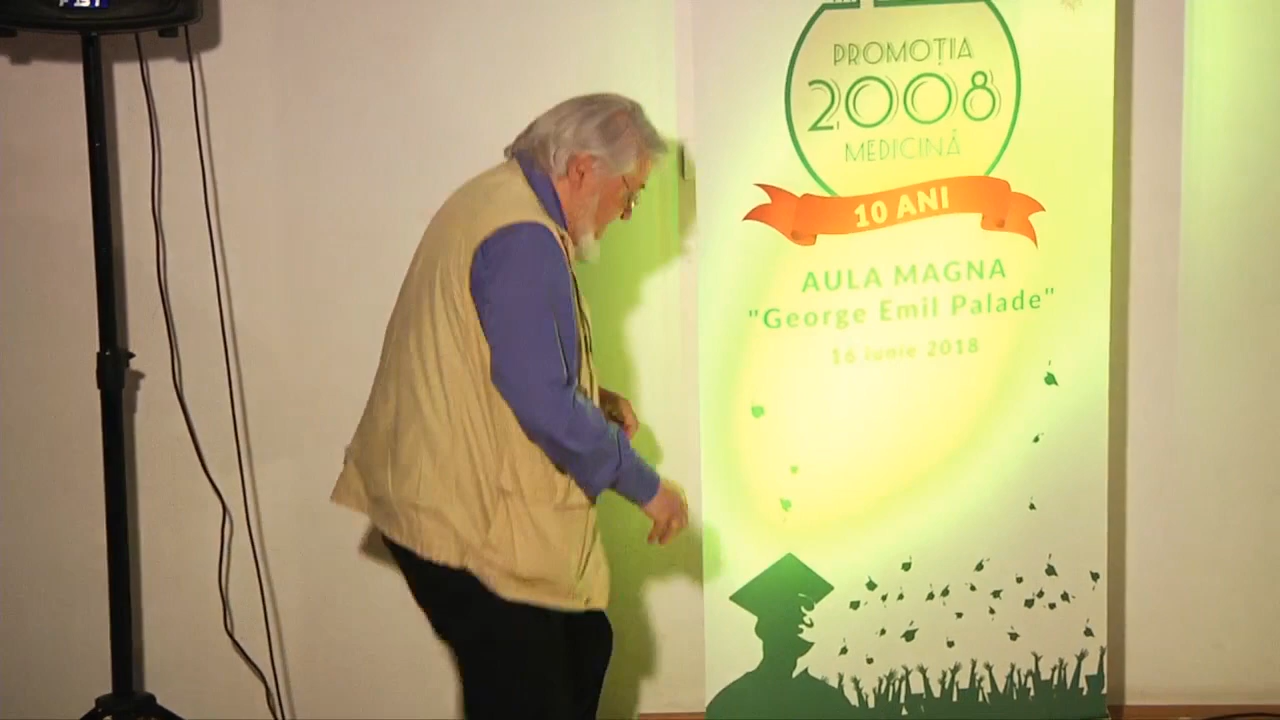 PROMOȚIA
2008
MEDICINĂ
10 ANI
AULA MAGNA
"George Emil Palade"
16 iunie 2018